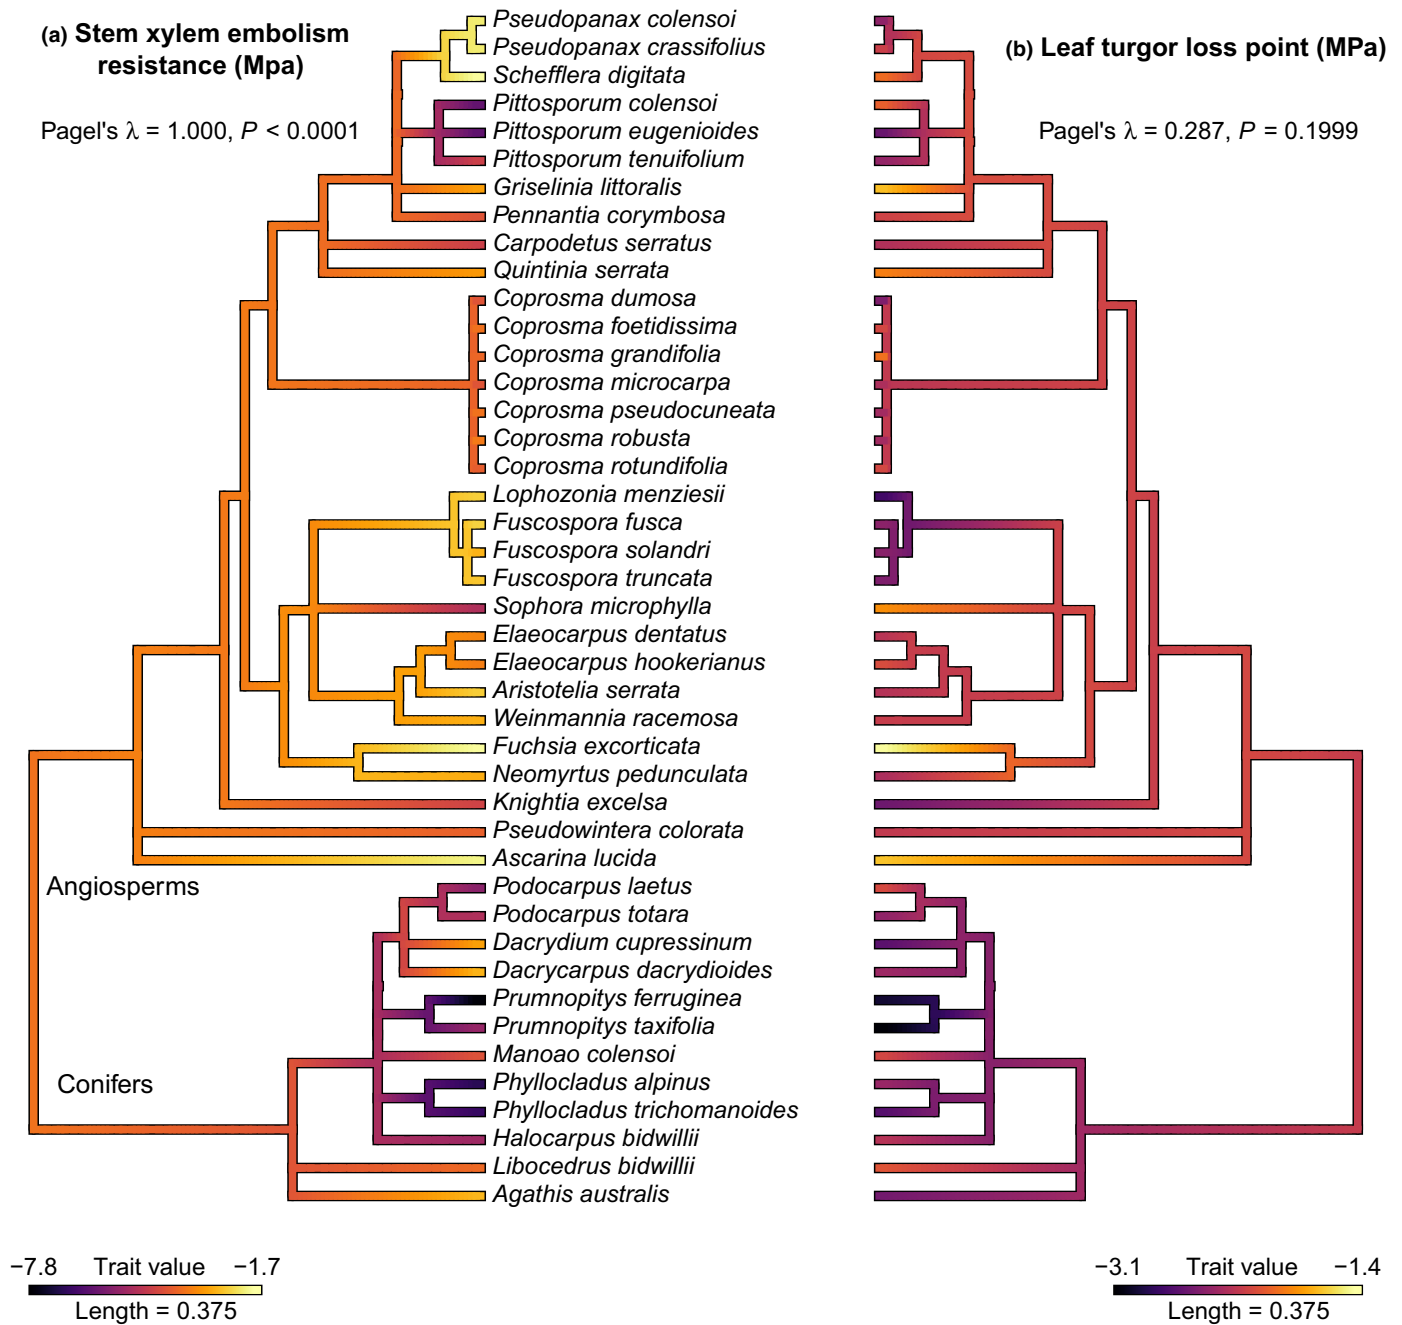 (a) Stem xylem embolism
resistance (Mpa)
Pagel's λ = 1.000, P < 0.0001
(b) Leaf turgor loss point (MPa)
Pagel's λ = 0.287, P = 0.1999
Pseudopanax colensoi
Pseudopanax crassifolius
Schefflera digitata
Pittosporum colensoi
Pittosporum eugenioides
Pittosporum tenuifolium
Griselinia littoralis
Pennantia corymbosa
Carpodetus serratus
Quintinia serrata
Coprosma dumosa
Coprosma foetidissima
Coprosma grandifolia
Coprosma microcarpa
Coprosma pseudocuneata
Coprosma robusta
Coprosma rotundifolia
Lophozonia menziesii
Fuscospora fusca
Fuscospora solandri
Fuscospora truncata
Sophora microphylla
Elaeocarpus dentatus
Elaeocarpus hookerianus
Aristotelia serrata
Weinmannia racemosa
Fuchsia excorticata
Neomyrtus pedunculata
Knightia excelsa
Pseudowintera colorata
Ascarina lucida
Angiosperms
Podocarpus laetus
Podocarpus totara
Dacrydium cupressinum
Dacrycarpus dacrydioides
Prumnopitys ferruginea
Prumnopitys taxifolia
Manoao colensoi
Conifers
Phyllocladus alpinus
Phyllocladus trichomanoides
Halocarpus bidwillii
Libocedrus bidwillii
Agathis australis
−7.8 Trait value −1.7
Length = 0.375
−3.1 Trait value −1.4
Length = 0.375